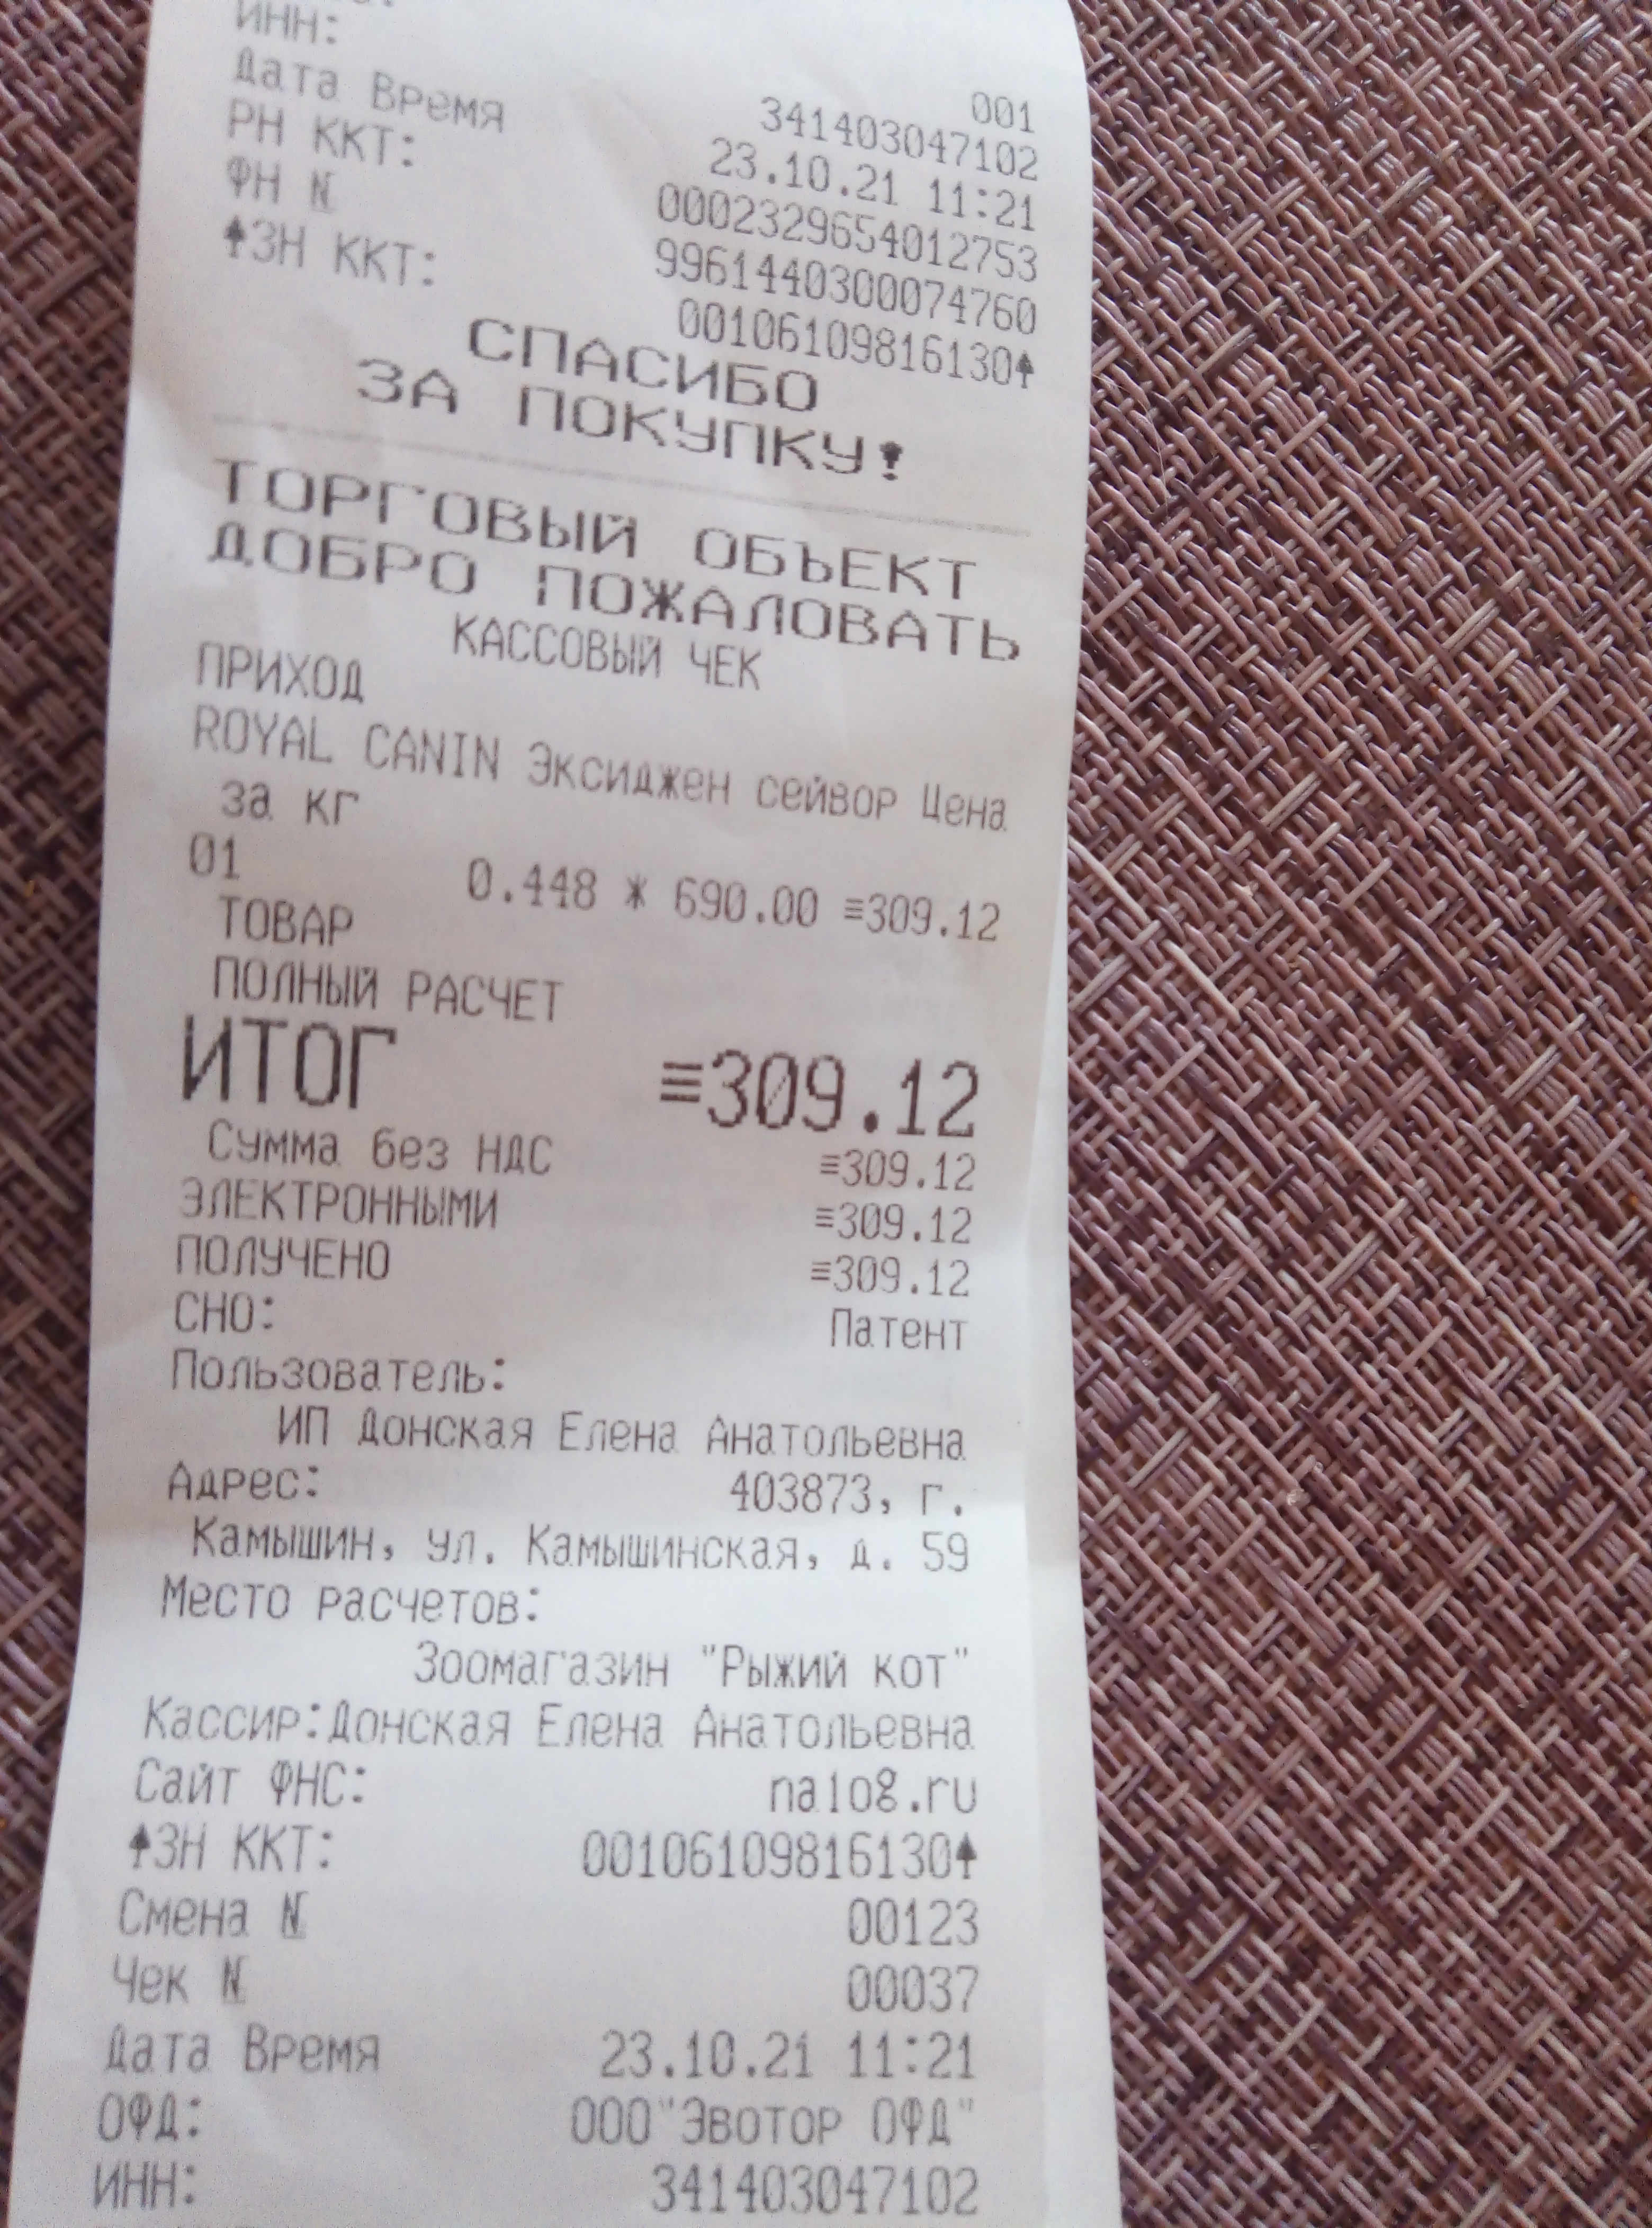 ИНН:
001
Дата Время 341403047102
РН ККТ: 23.10.21 11:21
ФН № 0002329654012753
↑ЗН ККТ: 9961440300074760
00106109816130↑
СПАСИБО
ЗА ПОКУПКУ!
ТОРГОВЫЙ ОБЪЕКТ
ДОБРО ПОЖАЛОВАТЬ
КАССОВЫЙ ЧЕК
ПРИХОД
ROYAL CANIN Эксиджен сейвор Цена
за кг
01 0.448 * 690.00 ≡309.12
ТОВАР
ПОЛНЫЙ РАСЧЕТ
ИТОГ ≡309.12
Сумма без НДС ≡309.12
ЭЛЕКТРОННЫМИ ≡309.12
ПОЛУЧЕНО ≡309.12
СНО: Патент
Пользователь:
ИП Донская Елена Анатольевна
Адрес: 403873, г.
Камышин, ул. Камышинская, д. 59
Место расчетов:
Зоомагазин "Рыжий кот"
Кассир:Донская Елена Анатольевна
Сайт ФНС: nalog.ru
↑ЗН ККТ: 00106109816130↑
Смена № 00123
Чек № 00037
Дата Время 23.10.21 11:21
ОФД: ООО"Эвотор ОФД"
ИНН: 341403047102